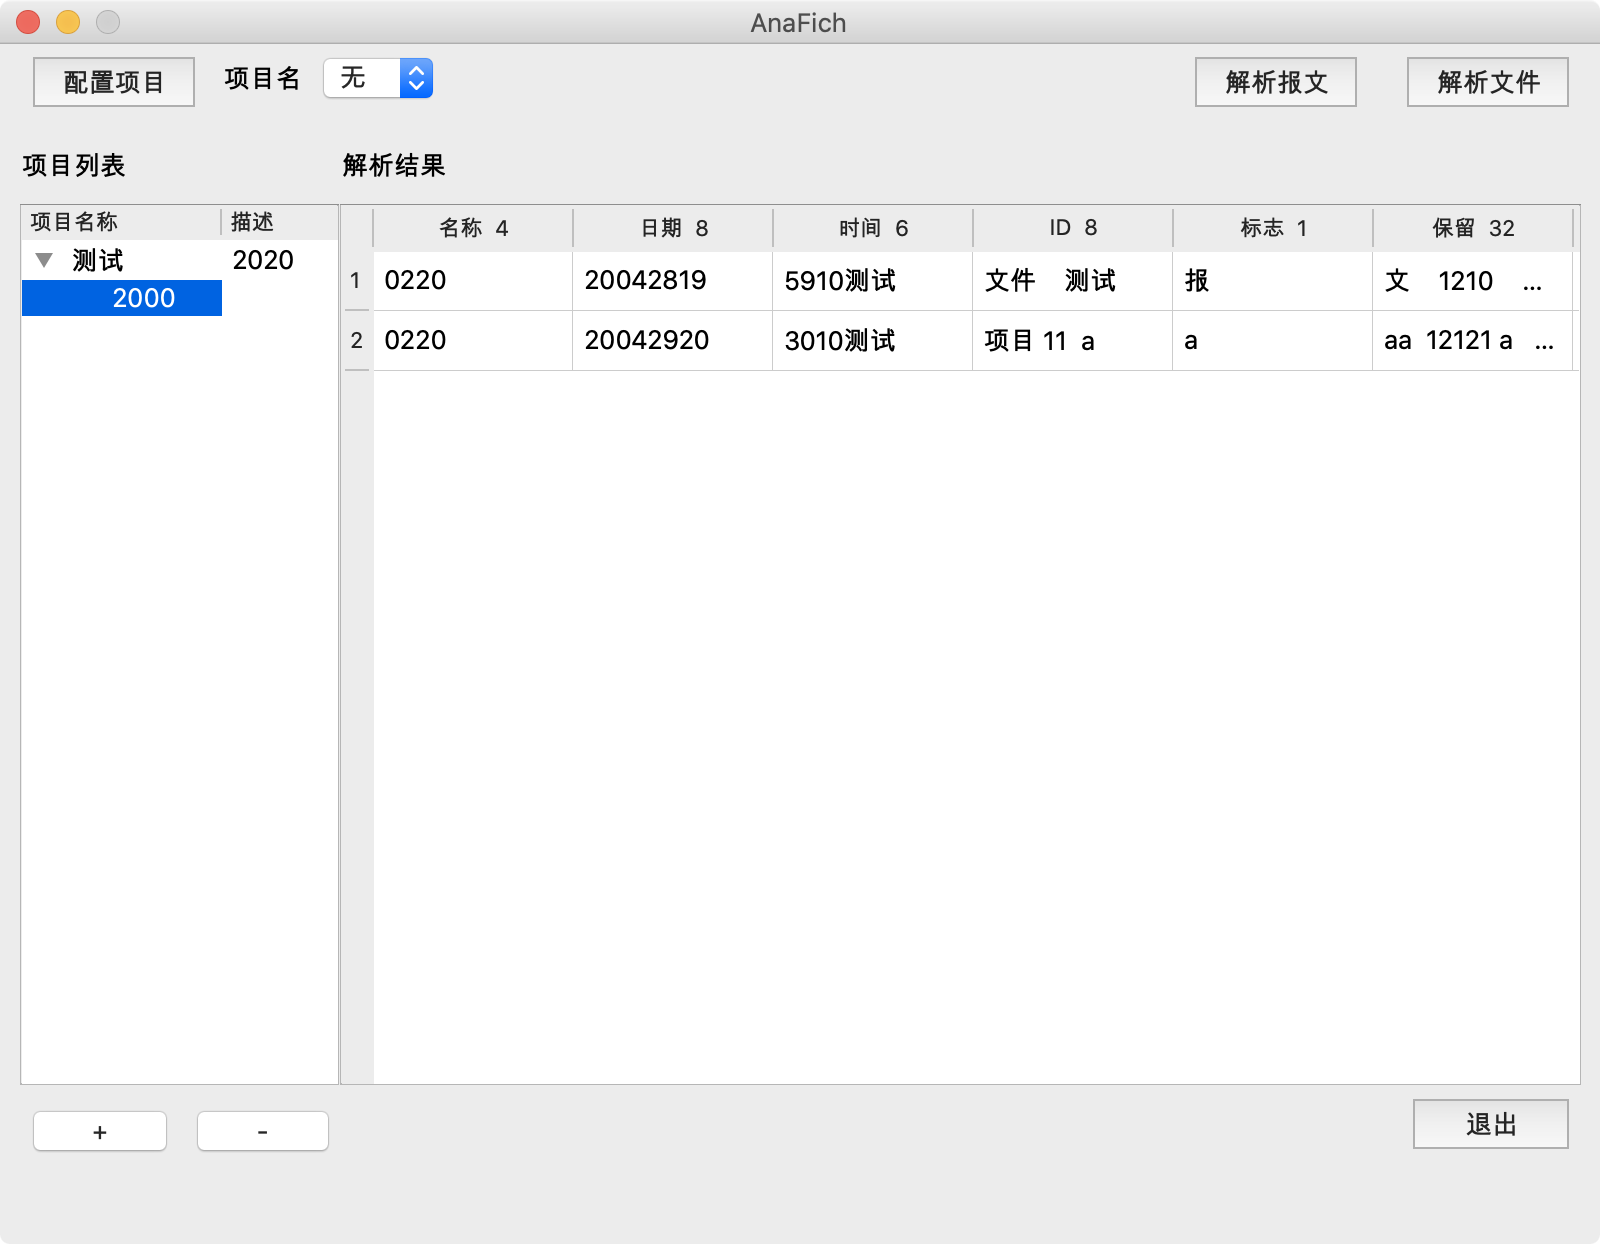 AnaFich
配置项目 项目名 无 解析报文 解析文件
项目列表 解析结果
项目名称 描述 名称 4 日期 8 时间 6 ID 8 标志 1 保留 32
测试 2020
1 0220 20042819 5910测试 文件 测试 报 文 1210 ...
2000
2 0220 20042920 3010测试 项目 11 a a aa 12121 a ...
+ - 退出